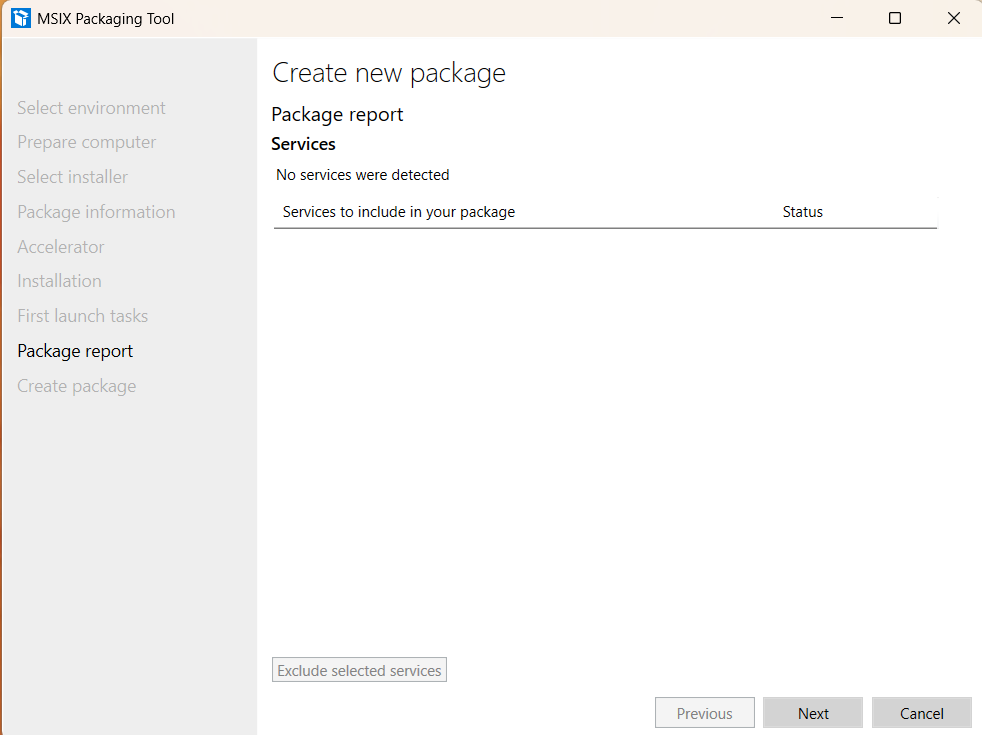 MSIX Packaging Tool
Select environment
Prepare computer
Select installer
Package information
Accelerator
Installation
First launch tasks
Package report
Create package
Create new package
Package report
Services
No services were detected
Services to include in your package Status
Exclude selected services
Previous Next Cancel